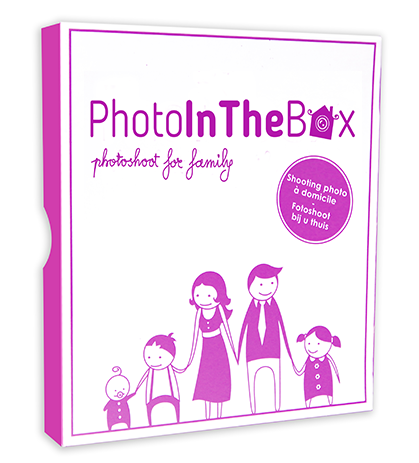 PhotoInTheBox
photoshoot for family
Shooting photo
à domicile
-
Fotoshoot
bij u thuis